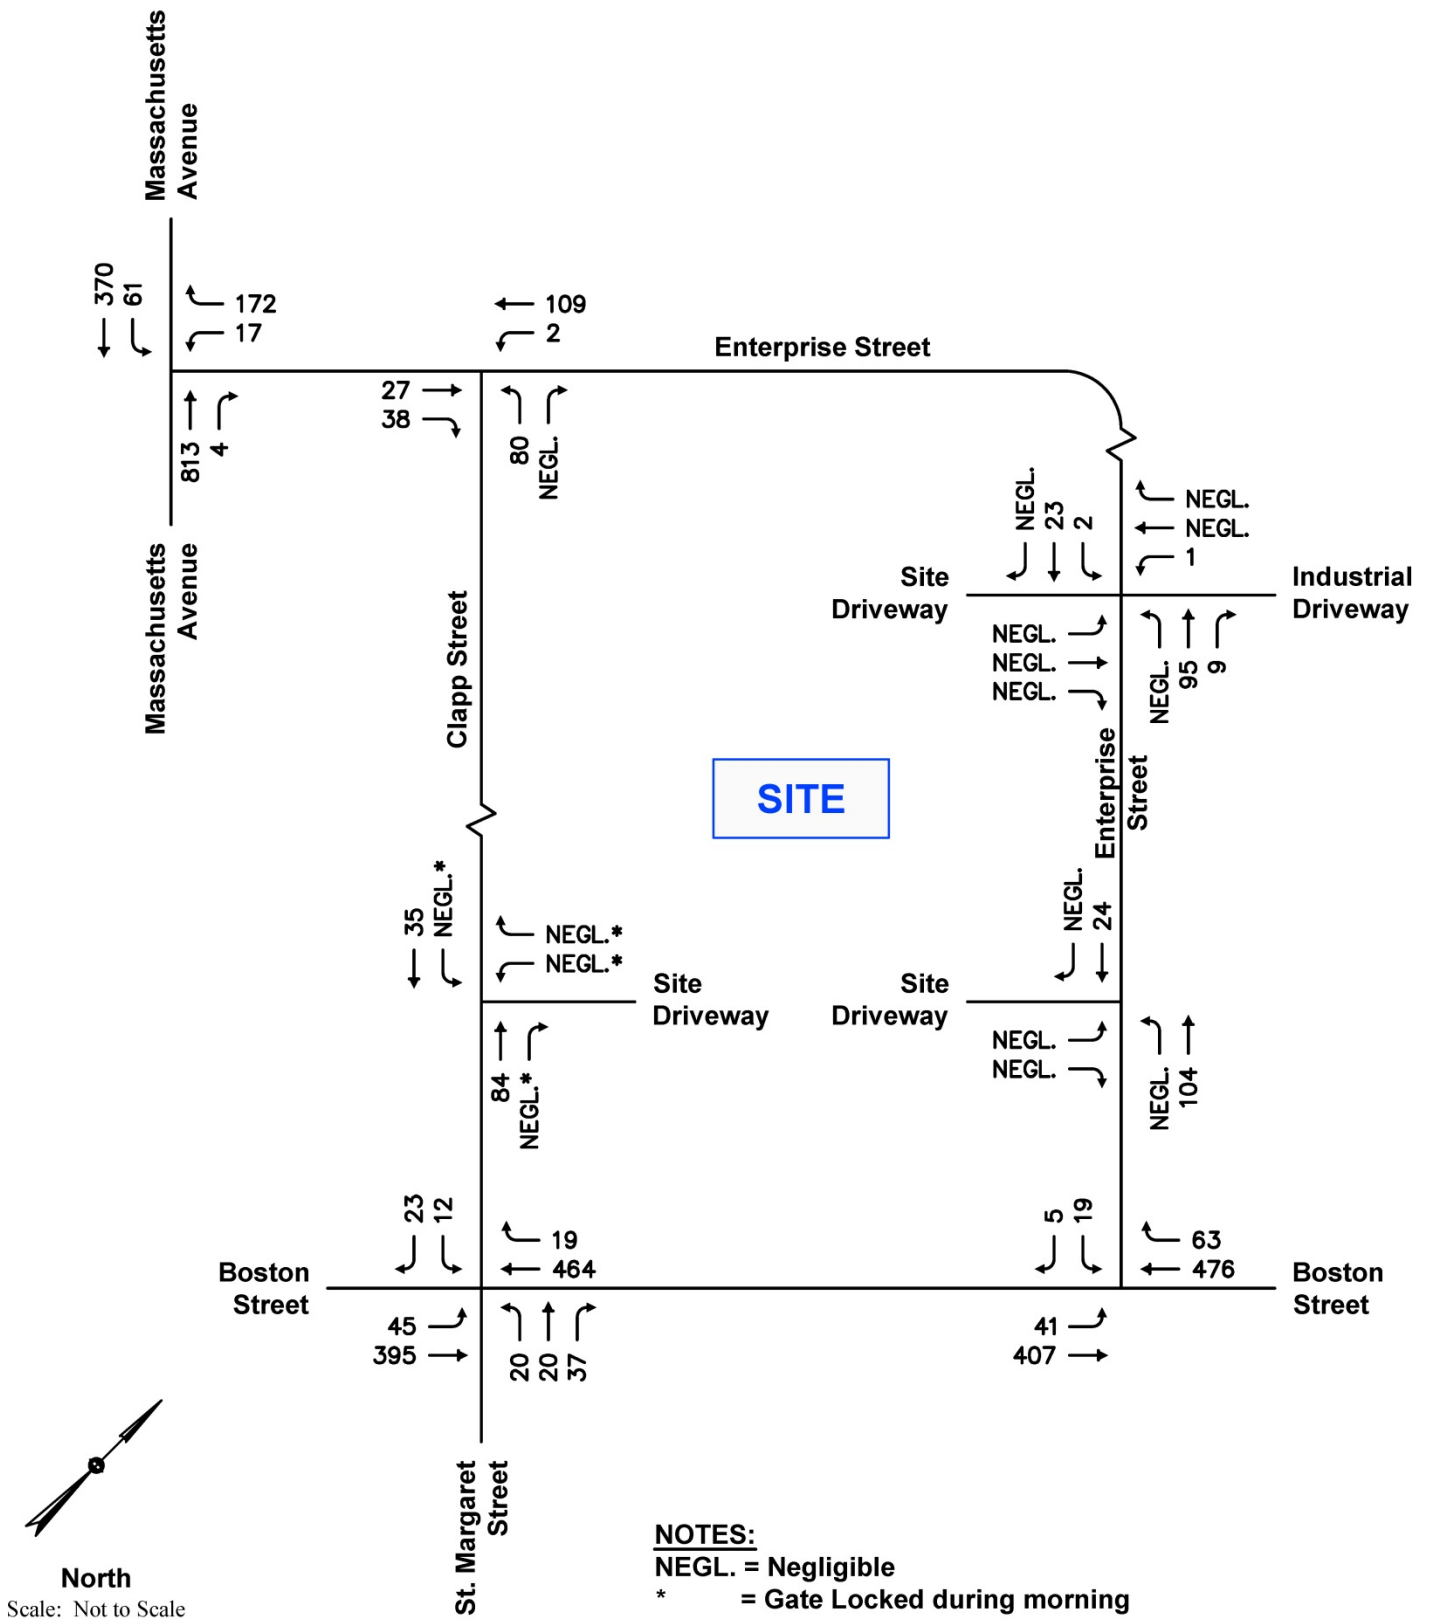 Massachusetts
Avenue
370
61
172
17
109
2
Enterprise Street
27
38
813
4
80
NEGL.
Massachusetts
Avenue
NEGL.
23
2
NEGL.
NEGL.
1
Site
Driveway
Industrial
Driveway
NEGL.
NEGL.
NEGL.
NEGL.
95
9
Clapp Street
Enterprise
Street
SITE
35
NEGL.*
NEGL.*
NEGL.*
Site
Driveway
84
NEGL.*
NEGL.
24
Site
Driveway
NEGL.
NEGL.
NEGL.
104
23
12
19
464
Boston
Street
45
395
20
20
37
5
19
63
476
Boston
Street
41
407
St. Margaret
Street
North
Scale: Not to Scale
NOTES:
NEGL. = Negligible
* = Gate Locked during morning